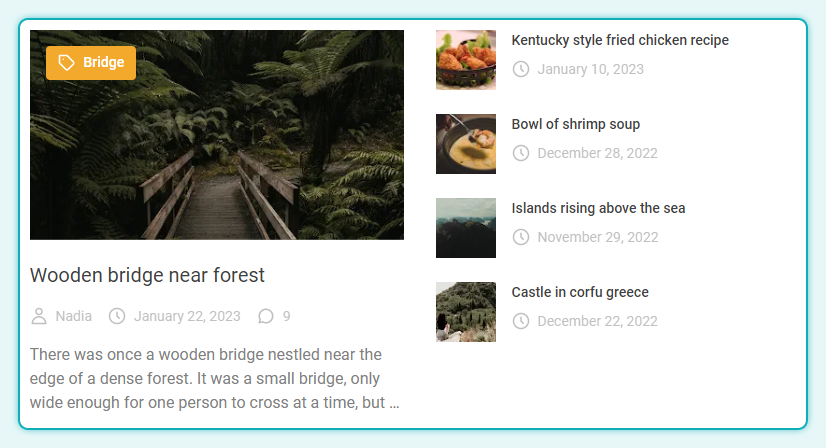 Bridge
Wooden bridge near forest
Nadia January 22, 2023 9
There was once a wooden bridge nestled near the
edge of a dense forest. It was a small bridge, only
wide enough for one person to cross at a time, but ...
Kentucky style fried chicken recipe
January 10, 2023
Bowl of shrimp soup
December 28, 2022
Islands rising above the sea
November 29, 2022
Castle in corfu greece
December 22, 2022